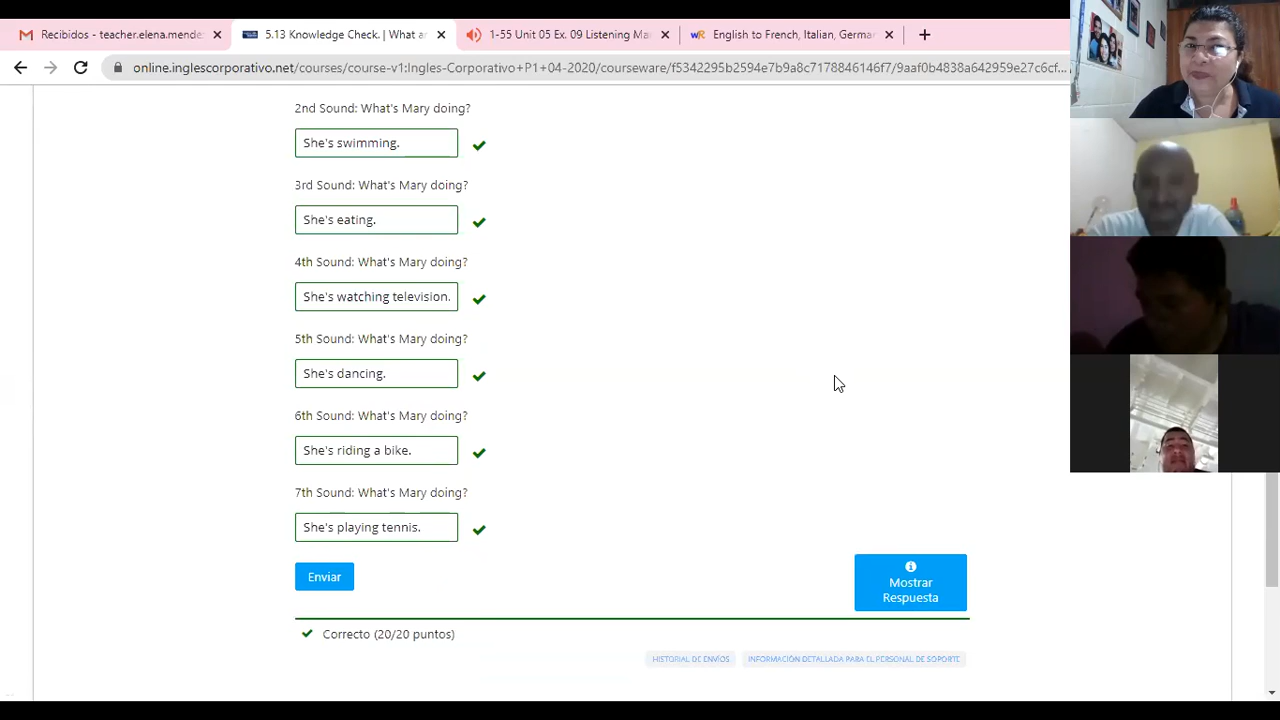 Recibidos - teacher.elena.mende
5.13 Knowledge Check. | What a
1-55 Unit 05 Ex. 09 Listening Ma
English to French, Italian, German
online.inglescorporativo.net/courses/course-v1:Ingles-Corporativo+P1+04-2020/courseware/f5342295b2594e7b9a8c7178846146f7/9aaf0b4838a642959e27c6cf...
2nd Sound: What's Mary doing?
She's swimming.
3rd Sound: What's Mary doing?
She's eating.
4th Sound: What's Mary doing?
She's watching television.
5th Sound: What's Mary doing?
She's dancing.
6th Sound: What's Mary doing?
She's riding a bike.
7th Sound: What's Mary doing?
She's playing tennis.
Enviar
Mostrar
Respuesta
Correcto (20/20 puntos)
HISTORIAL DE ENVÍOS
INFORMACIÓN DETALLADA PARA EL PERSONAL DE SOPORTE